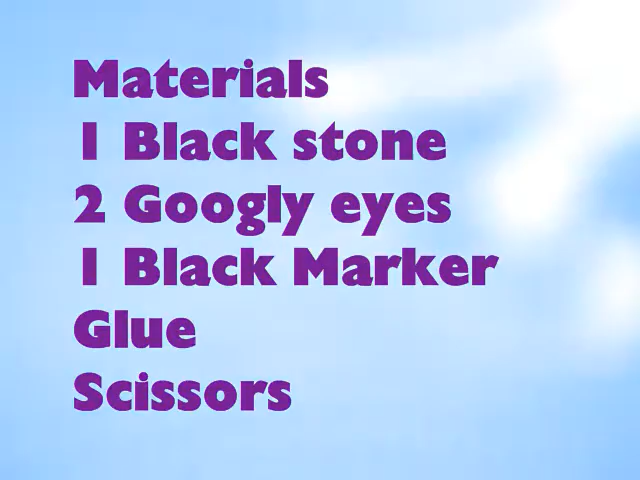 Materials
1 Black stone
2 Googly eyes
1 Black Marker
Glue
Scissors